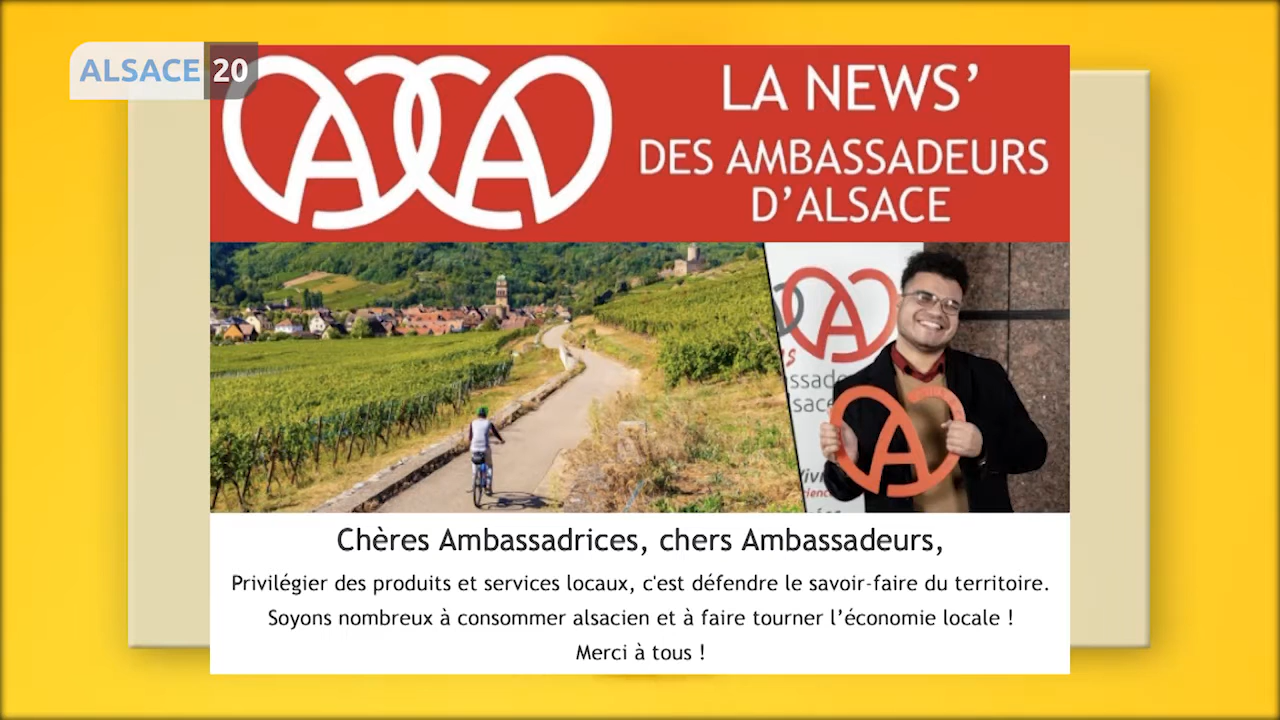 ALSACE 20
LA NEWS’
DES AMBASSADEURS
D’ALSACE
Chères Ambassadrices, chers Ambassadeurs,
Privilégier des produits et services locaux, c'est défendre le savoir-faire du territoire.
Soyons nombreux à consommer alsacien et à faire tourner l’économie locale !
Merci à tous !